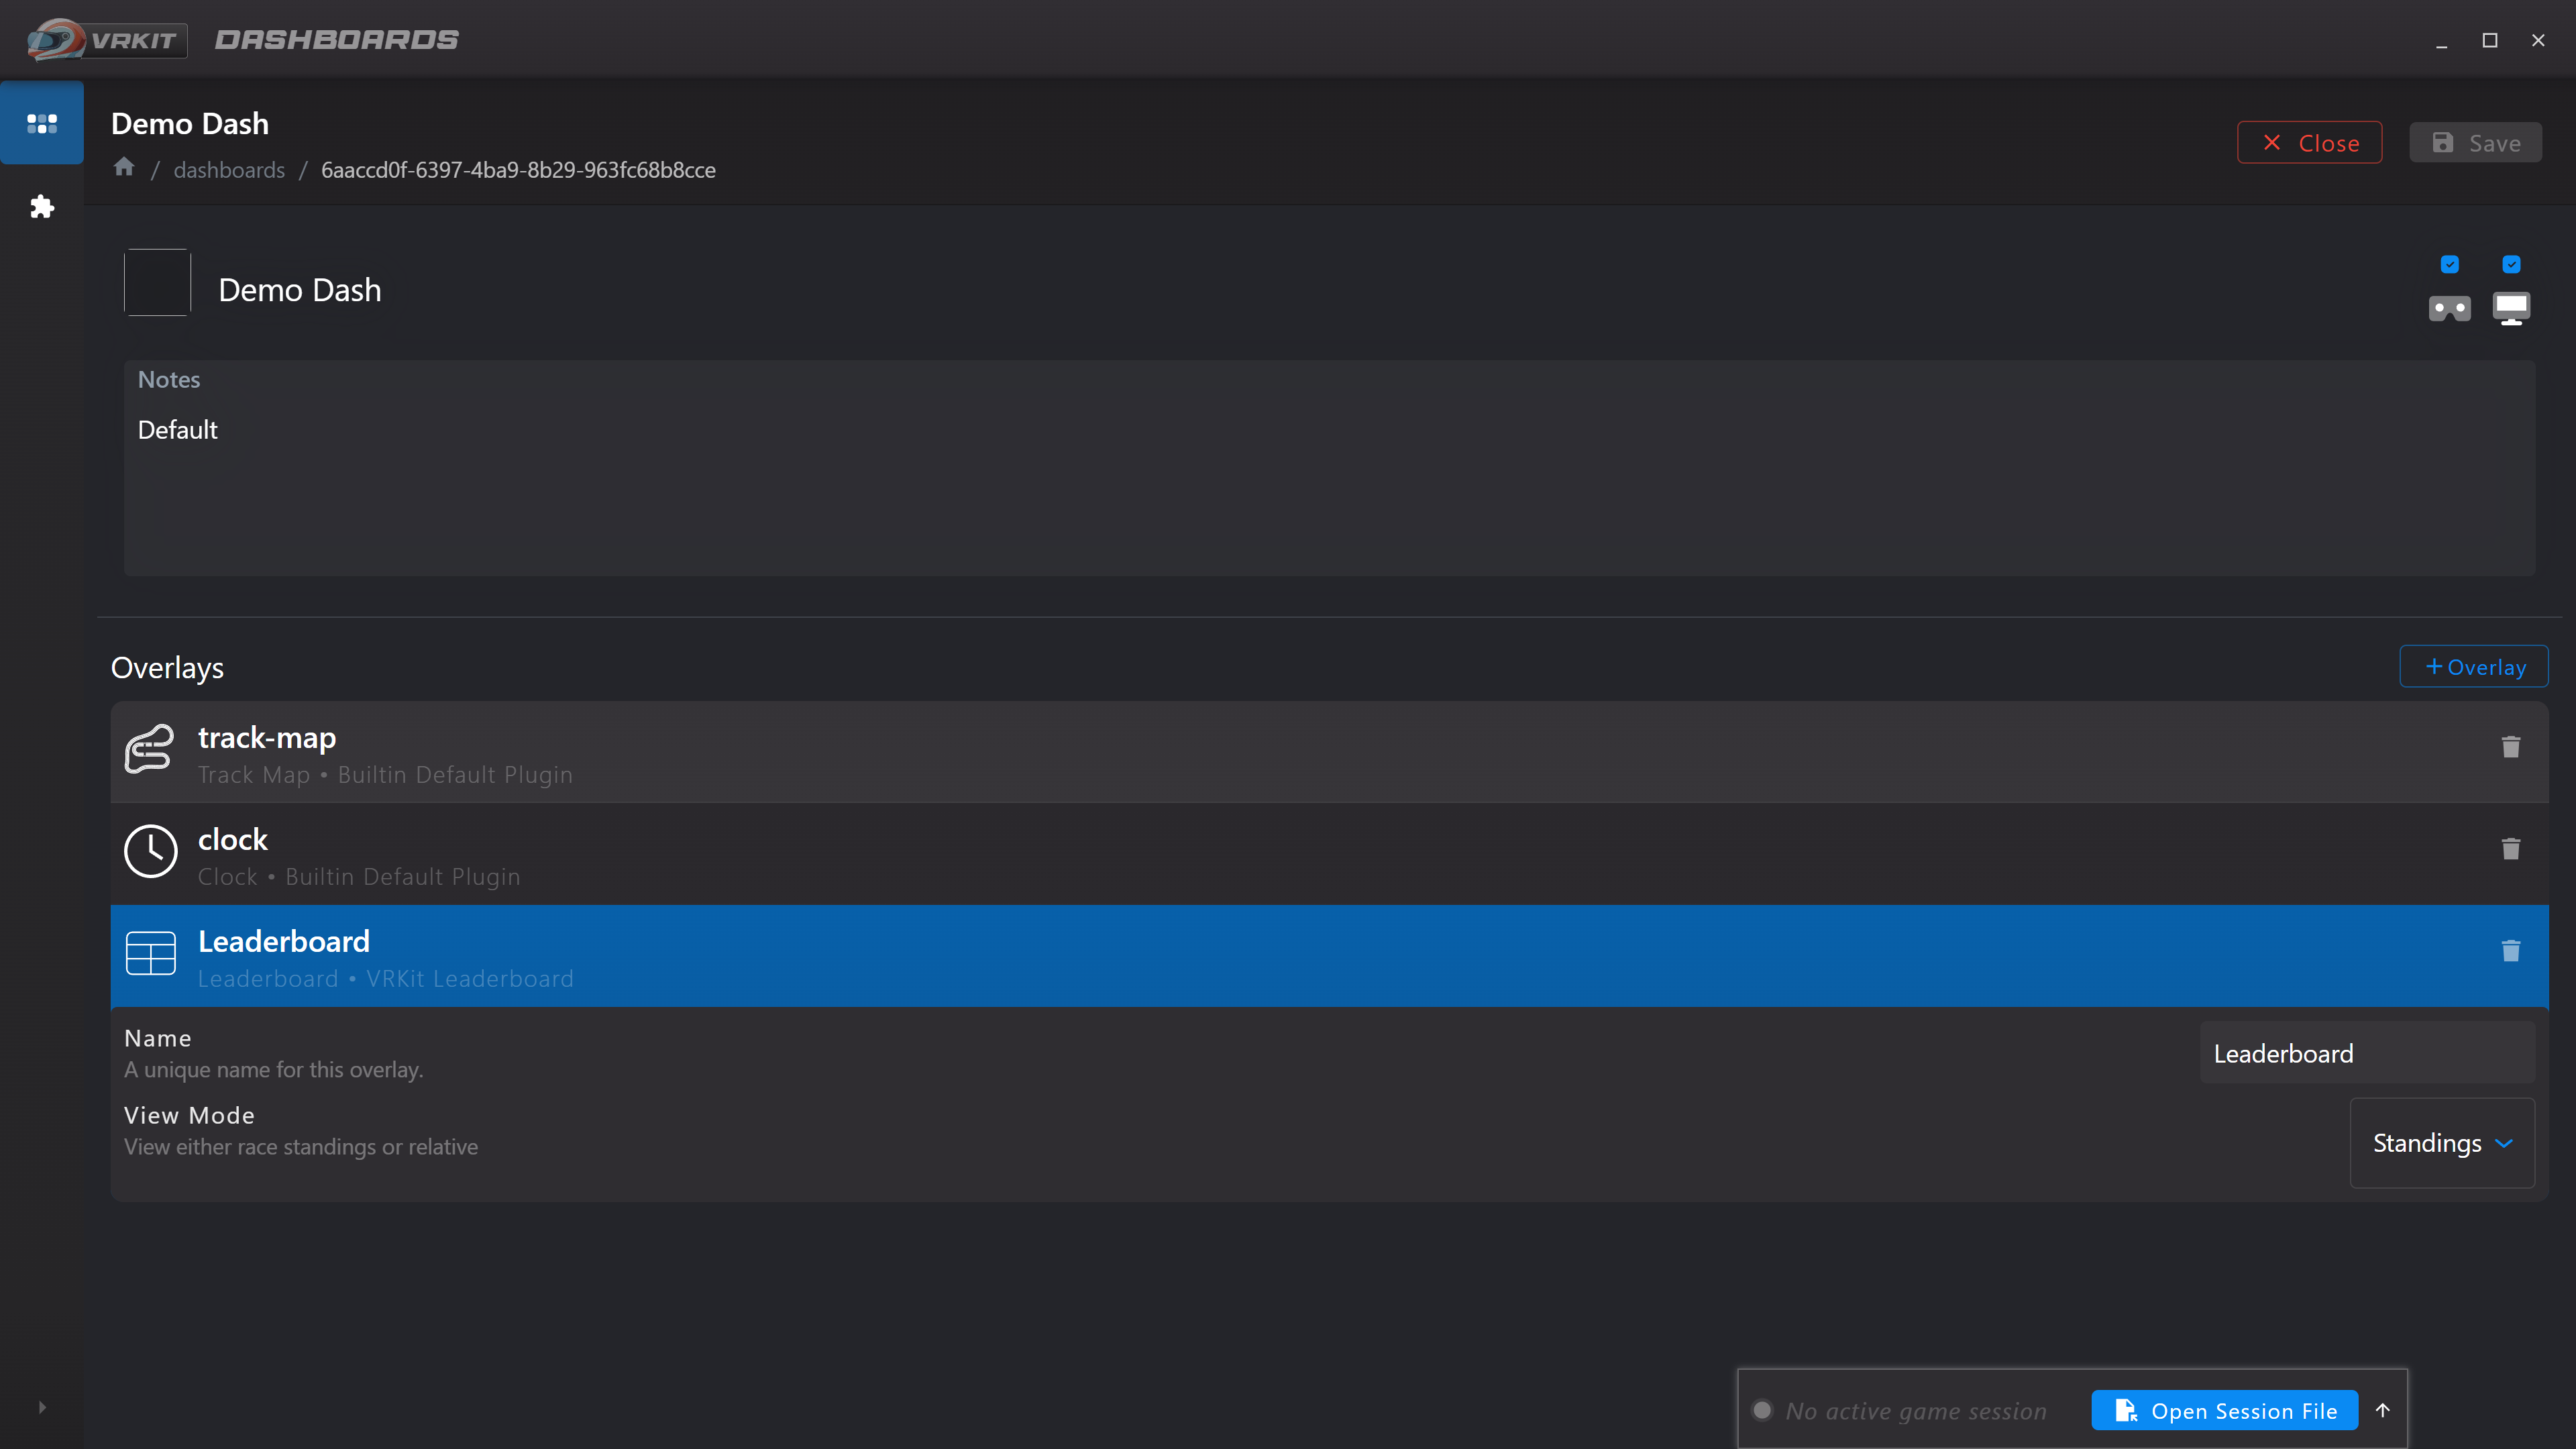 VRKIT DASHBOARDS
Demo Dash
Close
Save
/ dashboards / 6aaccd0f-6397-4ba9-8b29-963fc68b8cce
Demo Dash
Notes
Default
Overlays
+Overlay
track-map
Track Map • Builtin Default Plugin
clock
Clock • Builtin Default Plugin
Leaderboard
Leaderboard • VRKit Leaderboard
Name
A unique name for this overlay.
Leaderboard
View Mode
View either race standings or relative
Standings
No active game session
Open Session File